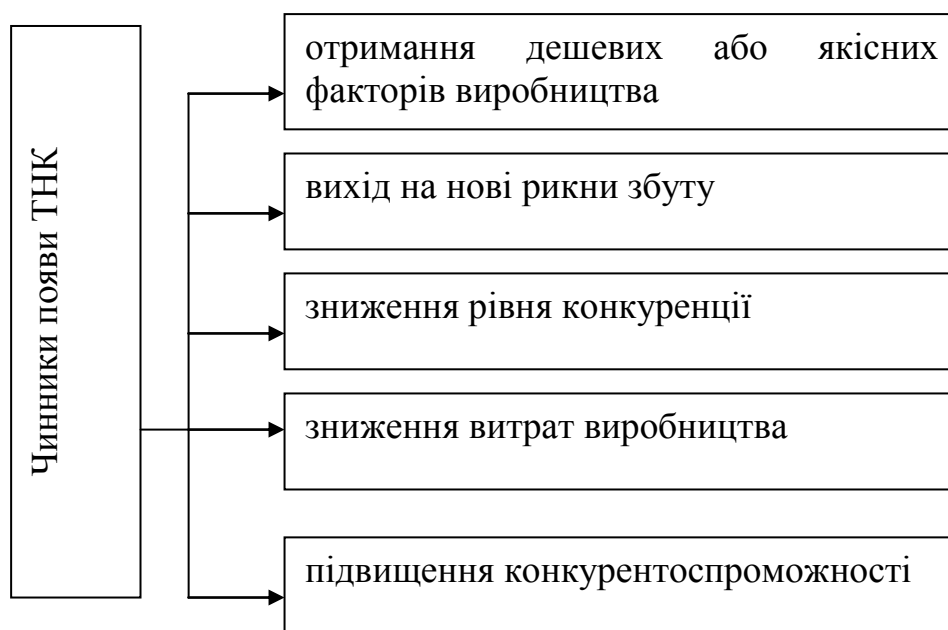 Чинники появи ТНК
отримання дешевих або якісних
факторів виробництва
вихід на нові рикни збуту
зниження рівня конкуренції
зниження витрат виробництва
підвищення конкурентоспроможності